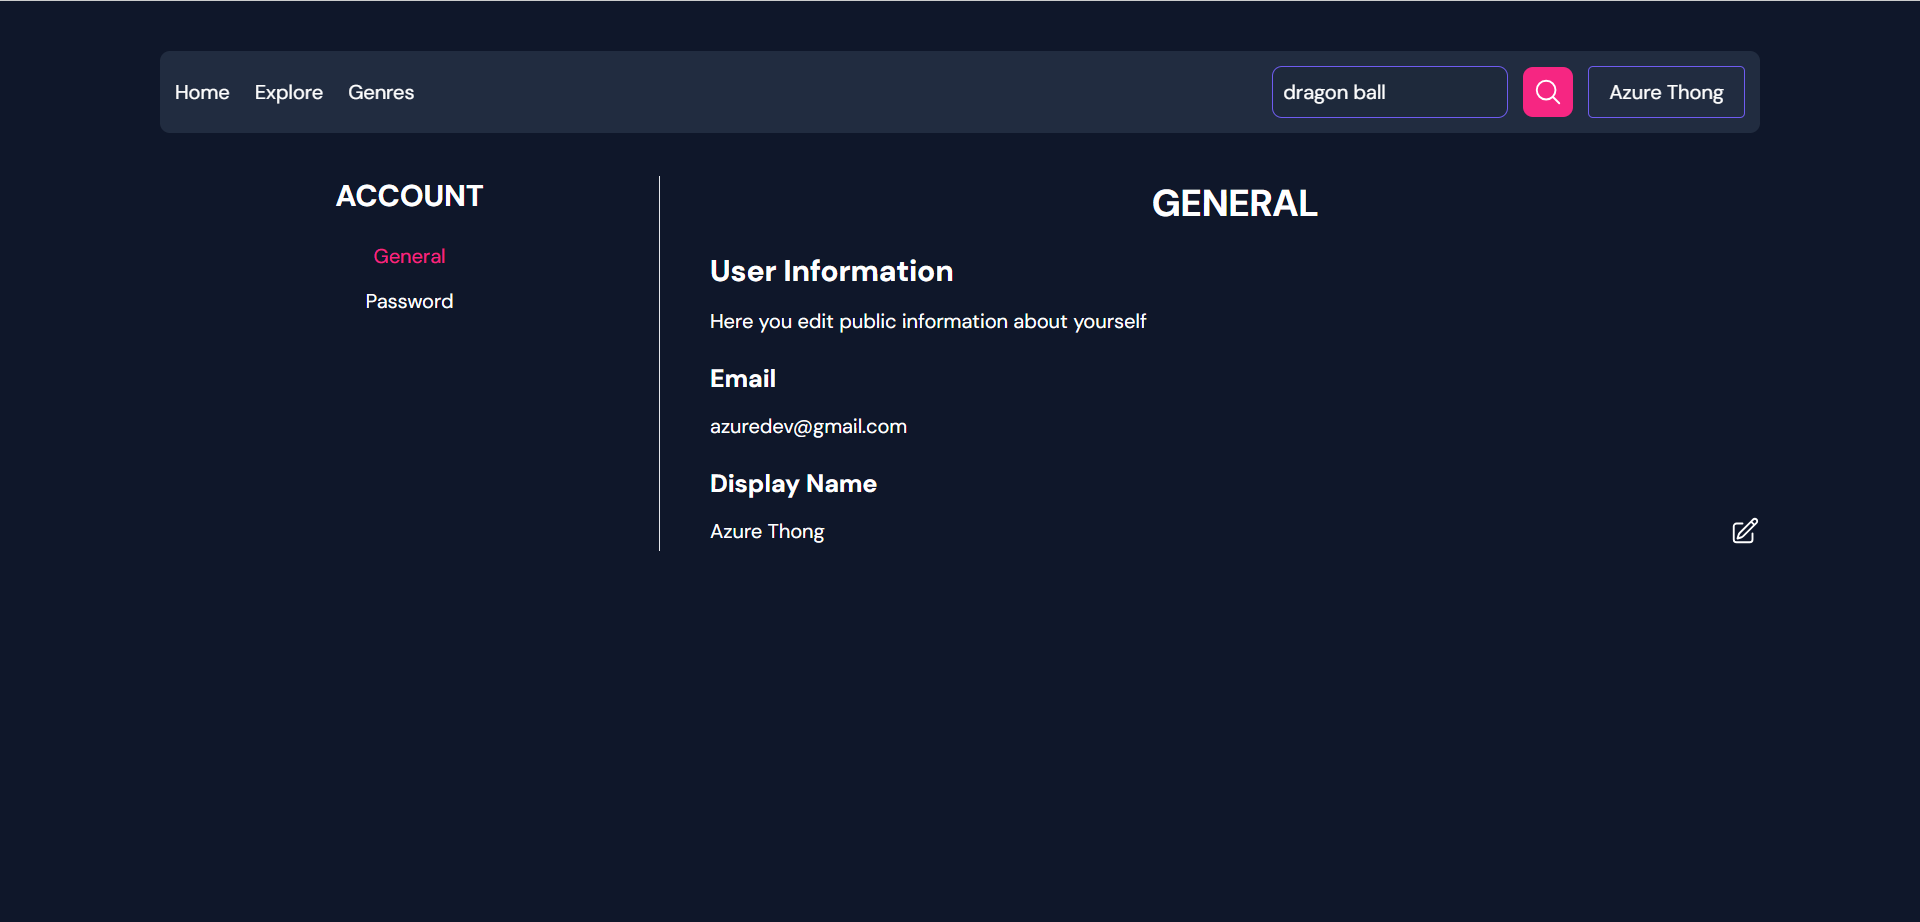 Home Explore Genres dragon ball Azure Thong
ACCOUNT
General
Password
GENERAL
User Information
Here you edit public information about yourself
Email
azuredev@gmail.com
Display Name
Azure Thong